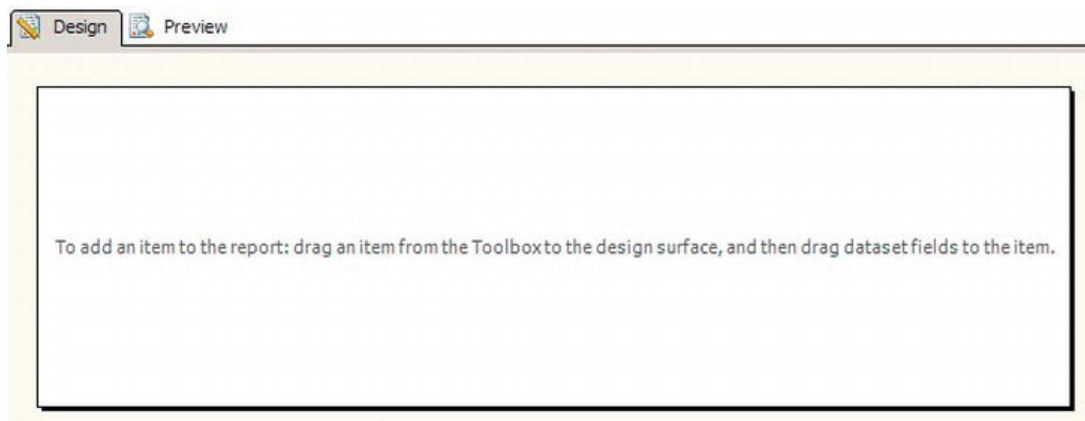 Design Preview
To add an item to the report: drag an item from the Toolbox to the design surface, and then drag dataset fields to the item.